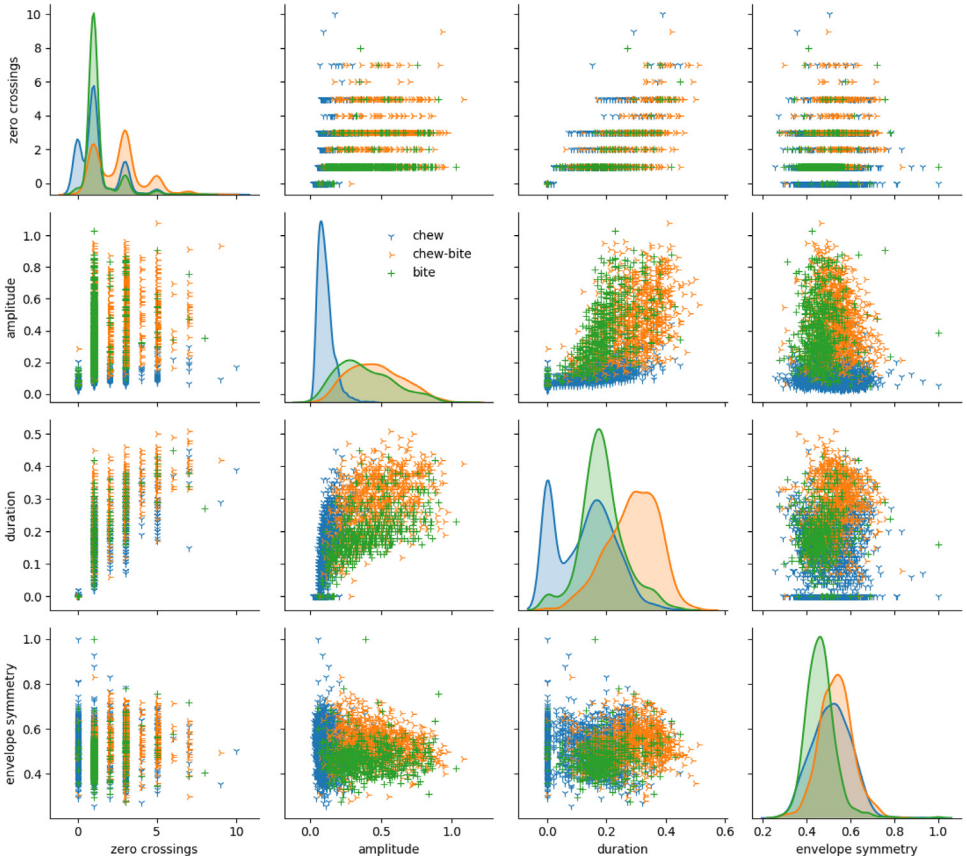 zero crossings
10
8
6
4
2
0
amplitude
1.0
0.8
0.6
0.4
0.2
0.0
chew
chew-bite
bite
duration
0.5
0.4
0.3
0.2
0.1
0.0
envelope symmetry
1.0
0.8
0.6
0.4
0 5 10
0.0 0.5 1.0
0.0 0.2 0.4 0.6
0.2 0.4 0.6 0.8 1.0
zero crossings
amplitude
duration
envelope symmetry